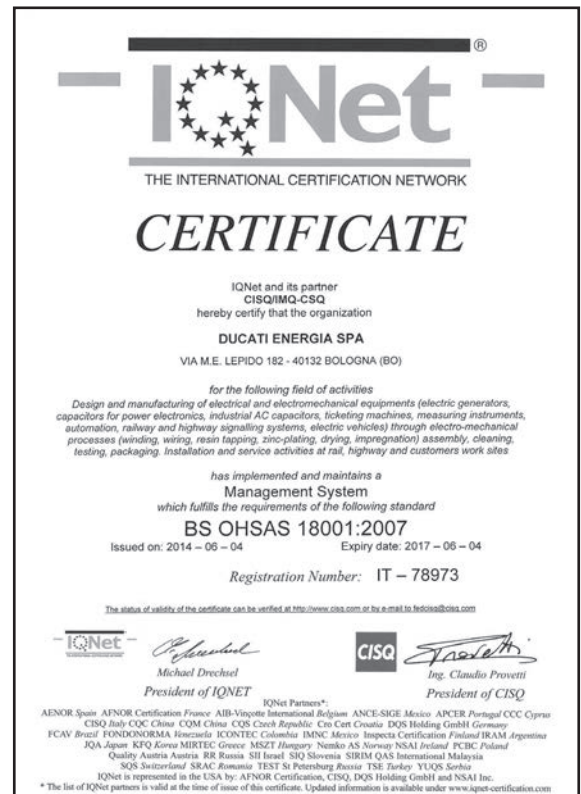 IQNet ®
THE INTERNATIONAL CERTIFICATION NETWORK
CERTIFICATE
IQNet and its partner
CISQ/IMQ-CSQ
hereby certify that the organization
DUCATI ENERGIA SPA
VIA M.E. LEPIDO 182 - 40132 BOLOGNA (BO)
for the following field of activities
Design and manufacturing of electrical and electromechanical equipments (electric generators,
capacitors for power electronics, industrial AC capacitors, ticketing machines, measuring instruments,
automation, railway and highway signalling systems, electric vehicles) through electro-mechanical
processes (winding, wiring, resin tapping, zinc-plating, drying, impregnation) assembly, cleaning,
testing, packaging. Installation and service activities at rail, highway and customers work sites
has implemented and maintains a
Management System
which fulfills the requirements of the following standard
BS OHSAS 18001:2007
Issued on: 2014 – 06 – 04 Expiry date: 2017 – 06 – 04
Registration Number: IT – 78973
The status of validity of the certificate can be verified at http://www.cisq.com or by e-mail to fedcisq@cisq.com
IQNet CISQ
Michael Drechsel Ing. Claudio Provetti
President of IQNET President of CISQ
IQNet Partners*:
AENOR Spain AFNOR Certification France AIB-Vinçotte International Belgium ANCE-SIGE Mexico APCER Portugal CCC Cyprus
CISQ Italy CQC China CQM China CQS Czech Republic Cro Cert Croatia DQS Holding GmbH Germany
FCAV Brazil FONDONORMA Venezuela ICONTEC Colombia IMNC Mexico Inspecta Certification Finland IRAM Argentina
JQA Japan KFQ Korea MIRTEC Greece MSZT Hungary Nemko AS Norway NSAI Ireland PCBC Poland
Quality Austria Austria RR Russia SII Israel SIQ Slovenia SIRIM QAS International Malaysia
SQS Switzerland SRAC Romania TEST St Petersburg Russia TSE Turkey YUQS Serbia
IQNet is represented in the USA by: AFNOR Certification, CISQ, DQS Holding GmbH and NSAI Inc.
* The list of IQNet partners is valid at the time of issue of this certificate. Updated information is available under www.iqnet-certification.com